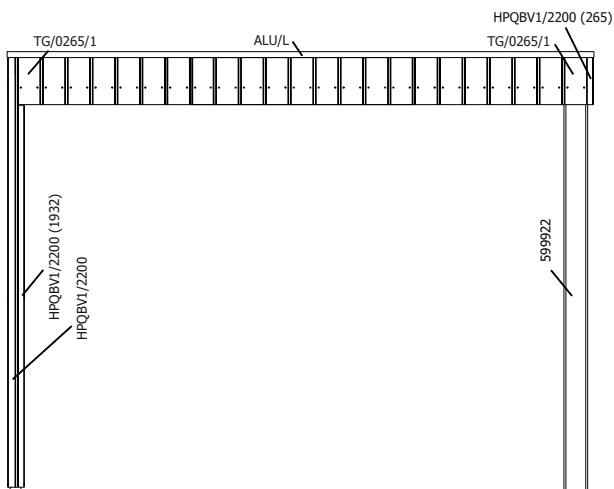 HPQBV1/2200 (265)
TG/0265/1
ALU/L
TG/0265/1
HPQBV1/2200 (1932)
HPQBV1/2200
599922